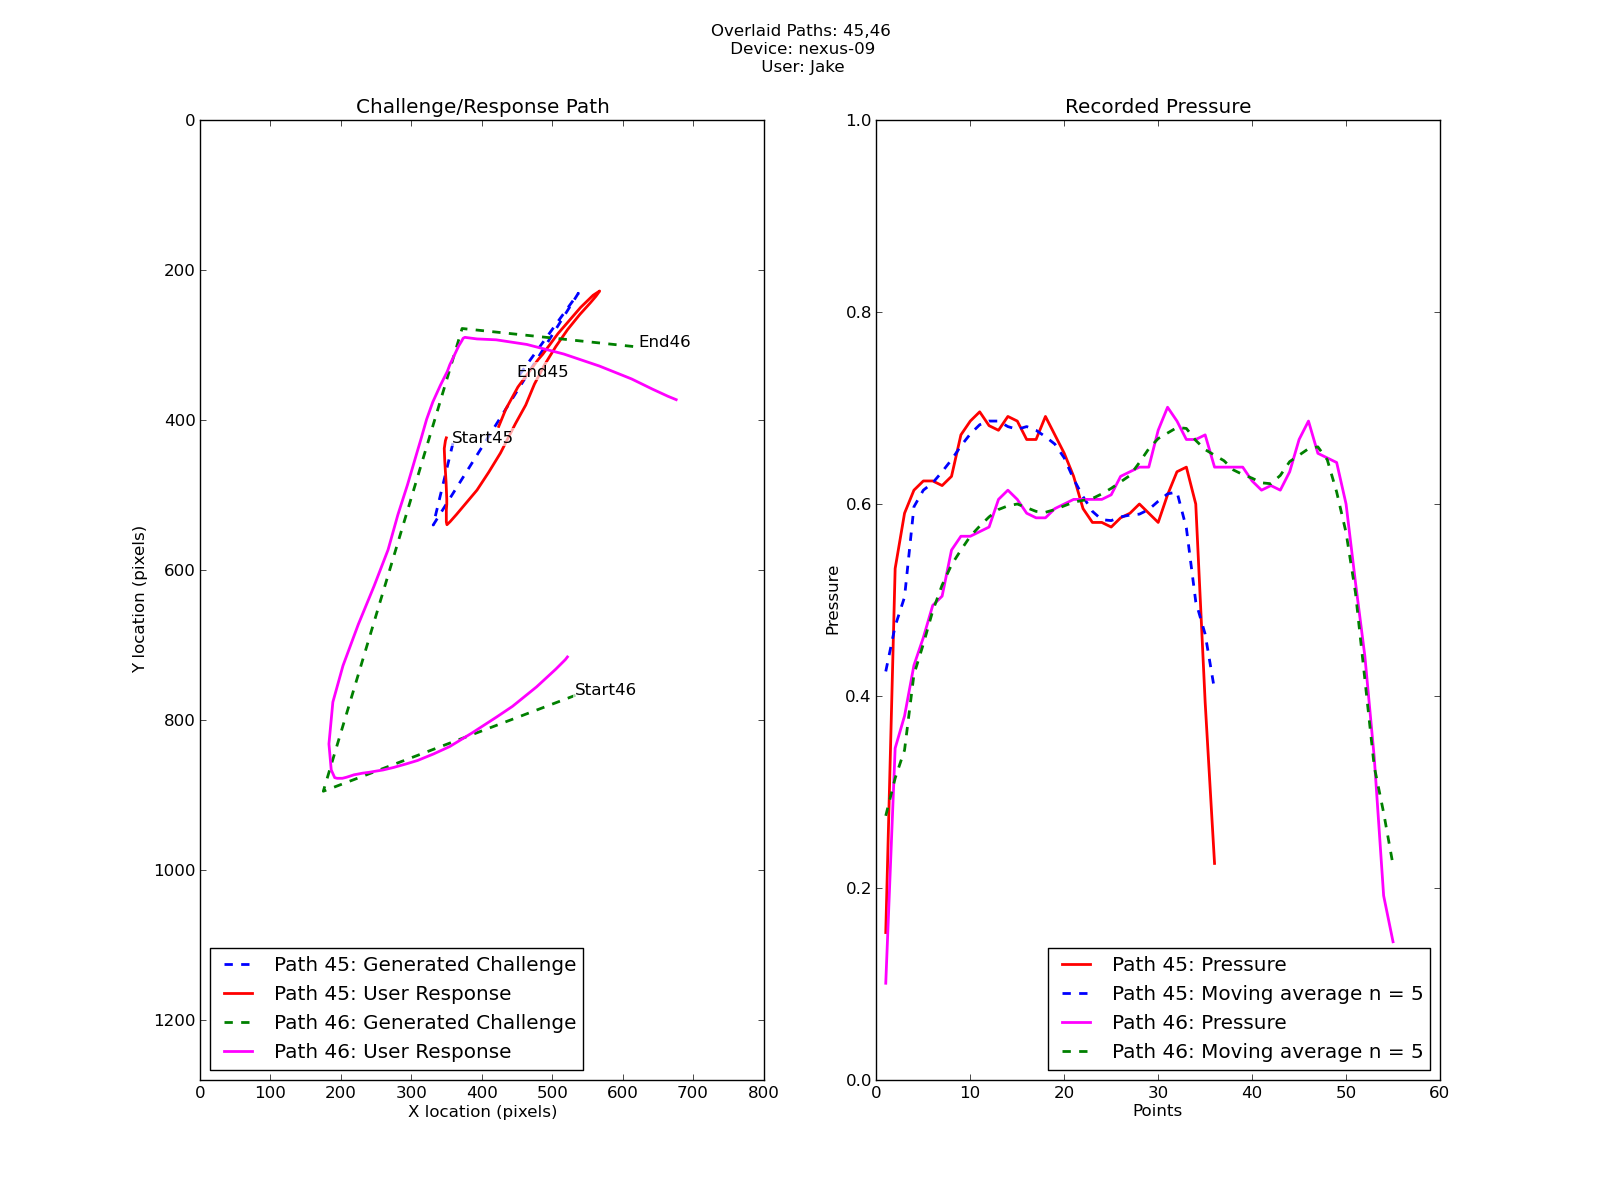 Overlaid Paths: 45,46
Device: nexus-09
User: Jake
Challenge/Response Path
0
200
400
600
800
1000
1200
Y location (pixels)
End46
End45
Start45
Start46
Path 45: Generated Challenge
Path 45: User Response
Path 46: Generated Challenge
Path 46: User Response
0 100 200 300 400 500 600 700 800
X location (pixels)
Recorded Pressure
1.0
0.8
0.6
0.4
0.2
0.0
Pressure
Path 45: Pressure
Path 45: Moving average n = 5
Path 46: Pressure
Path 46: Moving average n = 5
0 10 20 30 40 50 60
Points